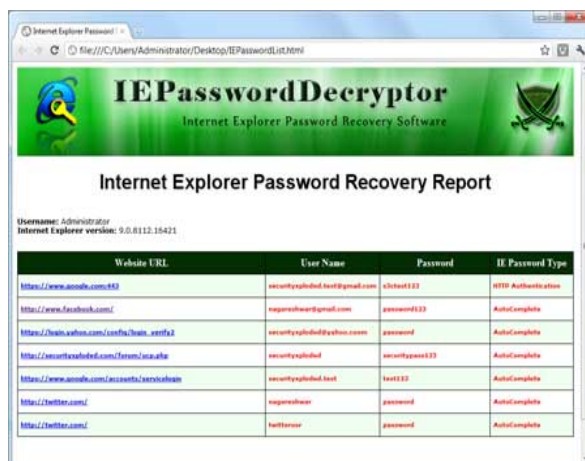 Internet Explorer Password
file:///C:/Users/Administrator/Desktop/IEPasswordList.html
IEPasswordDecryptor
Internet Explorer Password Recovery Software
Internet Explorer Password Recovery Report
Username: Administrator
Internet Explorer version: 9.0.8112.16421
Website URL User Name Password IE Password Type
https://www.google.com:443 securityxploded.test@gmail.com s3ctest123 HTTP Authentication
http://www.facebook.com/ nagareshwar@gmail.com password123 AutoComplete
https://login.yahoo.com/config/login_verify2 securityxploded@yahoo.com password AutoComplete
http://securityxploded.com/forum/ucp.php securityxploded securitypass123 AutoComplete
https://www.google.com/accounts/servicelogin securityxploded.test test112 AutoComplete
http://twitter.com/ nagareshwar password AutoComplete
http://twitter.com/ twitterusr password AutoComplete